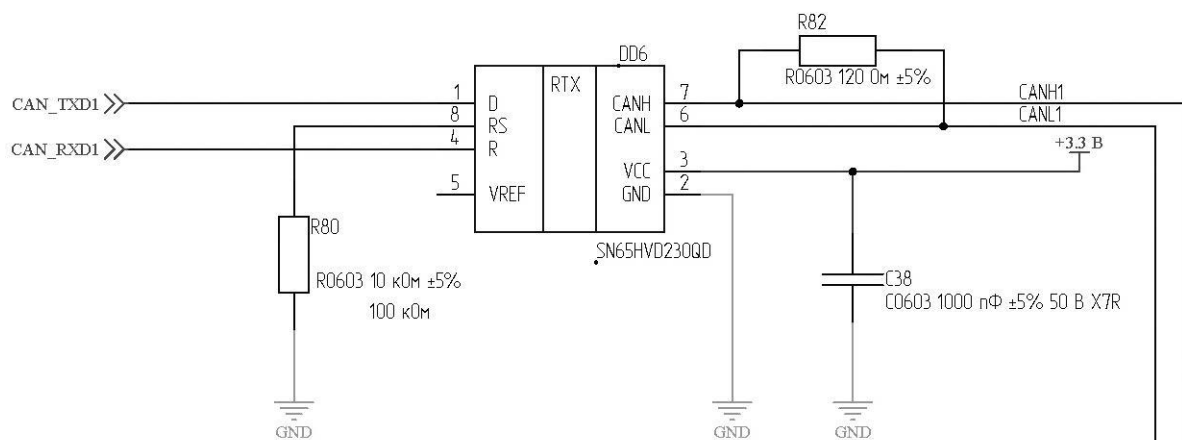 R82
R0603 120 Ом ±5%
DD6
RTX
CAN_TXD1
1
D
CANH
7
CANH1
8
RS
CANL
6
CANL1
CAN_RXD1
4
R
+3.3 В
VCC
3
5
VREF
GND
2
R80
SN65HVD230QD
R0603 10 кОм ±5%
100 кОм
C38
C0603 1000 пФ ±5% 50 В X7R
GND
GND
GND